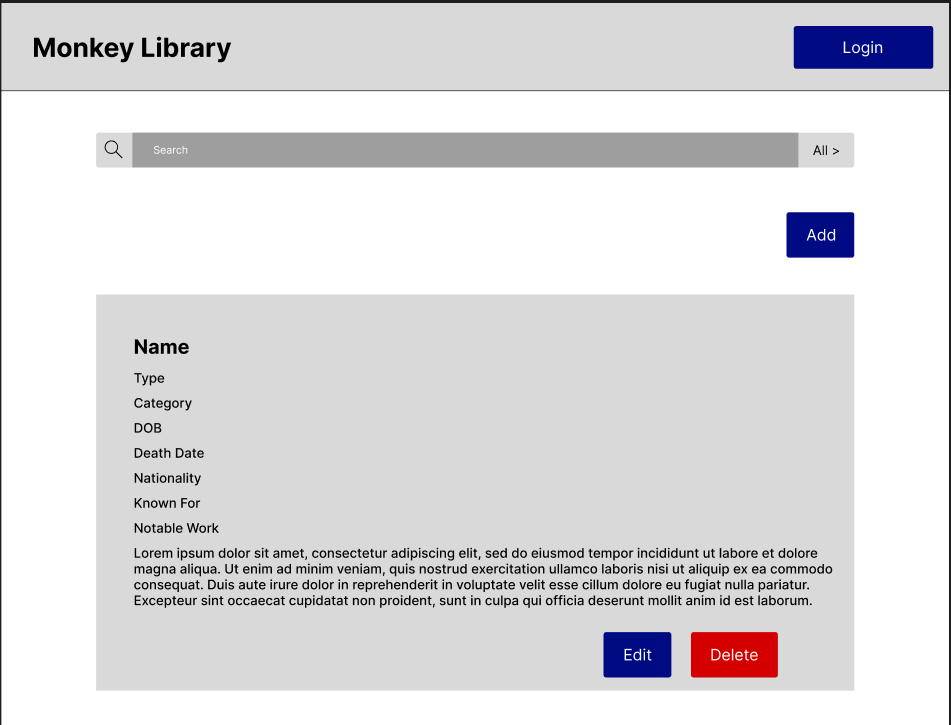 Monkey Library
Login
Search
All >
Add
Name
Type
Category
DOB
Death Date
Nationality
Known For
Notable Work
Lorem ipsum dolor sit amet, consectetur adipiscing elit, sed do eiusmod tempor incididunt ut labore et dolore
magna aliqua. Ut enim ad minim veniam, quis nostrud exercitation ullamco laboris nisi ut aliquip ex ea commodo
consequat. Duis aute irure dolor in reprehenderit in voluptate velit esse cillum dolore eu fugiat nulla pariatur.
Excepteur sint occaecat cupidatat non proident, sunt in culpa qui officia deserunt mollit anim id est laborum.
Edit
Delete